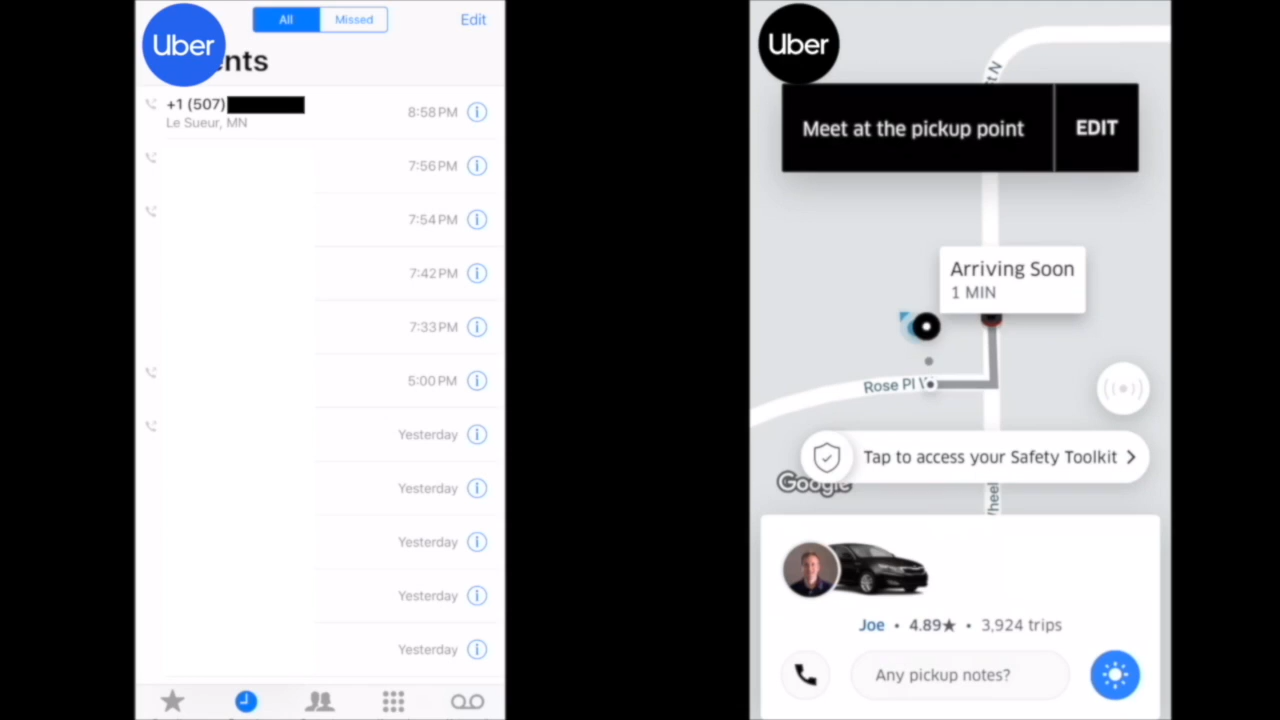 Uber
All
Missed
Edit
ents
+1 (507)
8:58 PM
Le Sueur, MN
7:56 PM
7:54 PM
7:42 PM
7:33 PM
5:00 PM
Yesterday
Yesterday
Yesterday
Yesterday
Yesterday
Uber
t N
Meet at the pickup point
EDIT
Arriving Soon
1 MIN
Rose Pl
Tap to access your Safety Toolkit
Google
Wheel
Joe • 4.89★ • 3,924 trips
Any pickup notes?